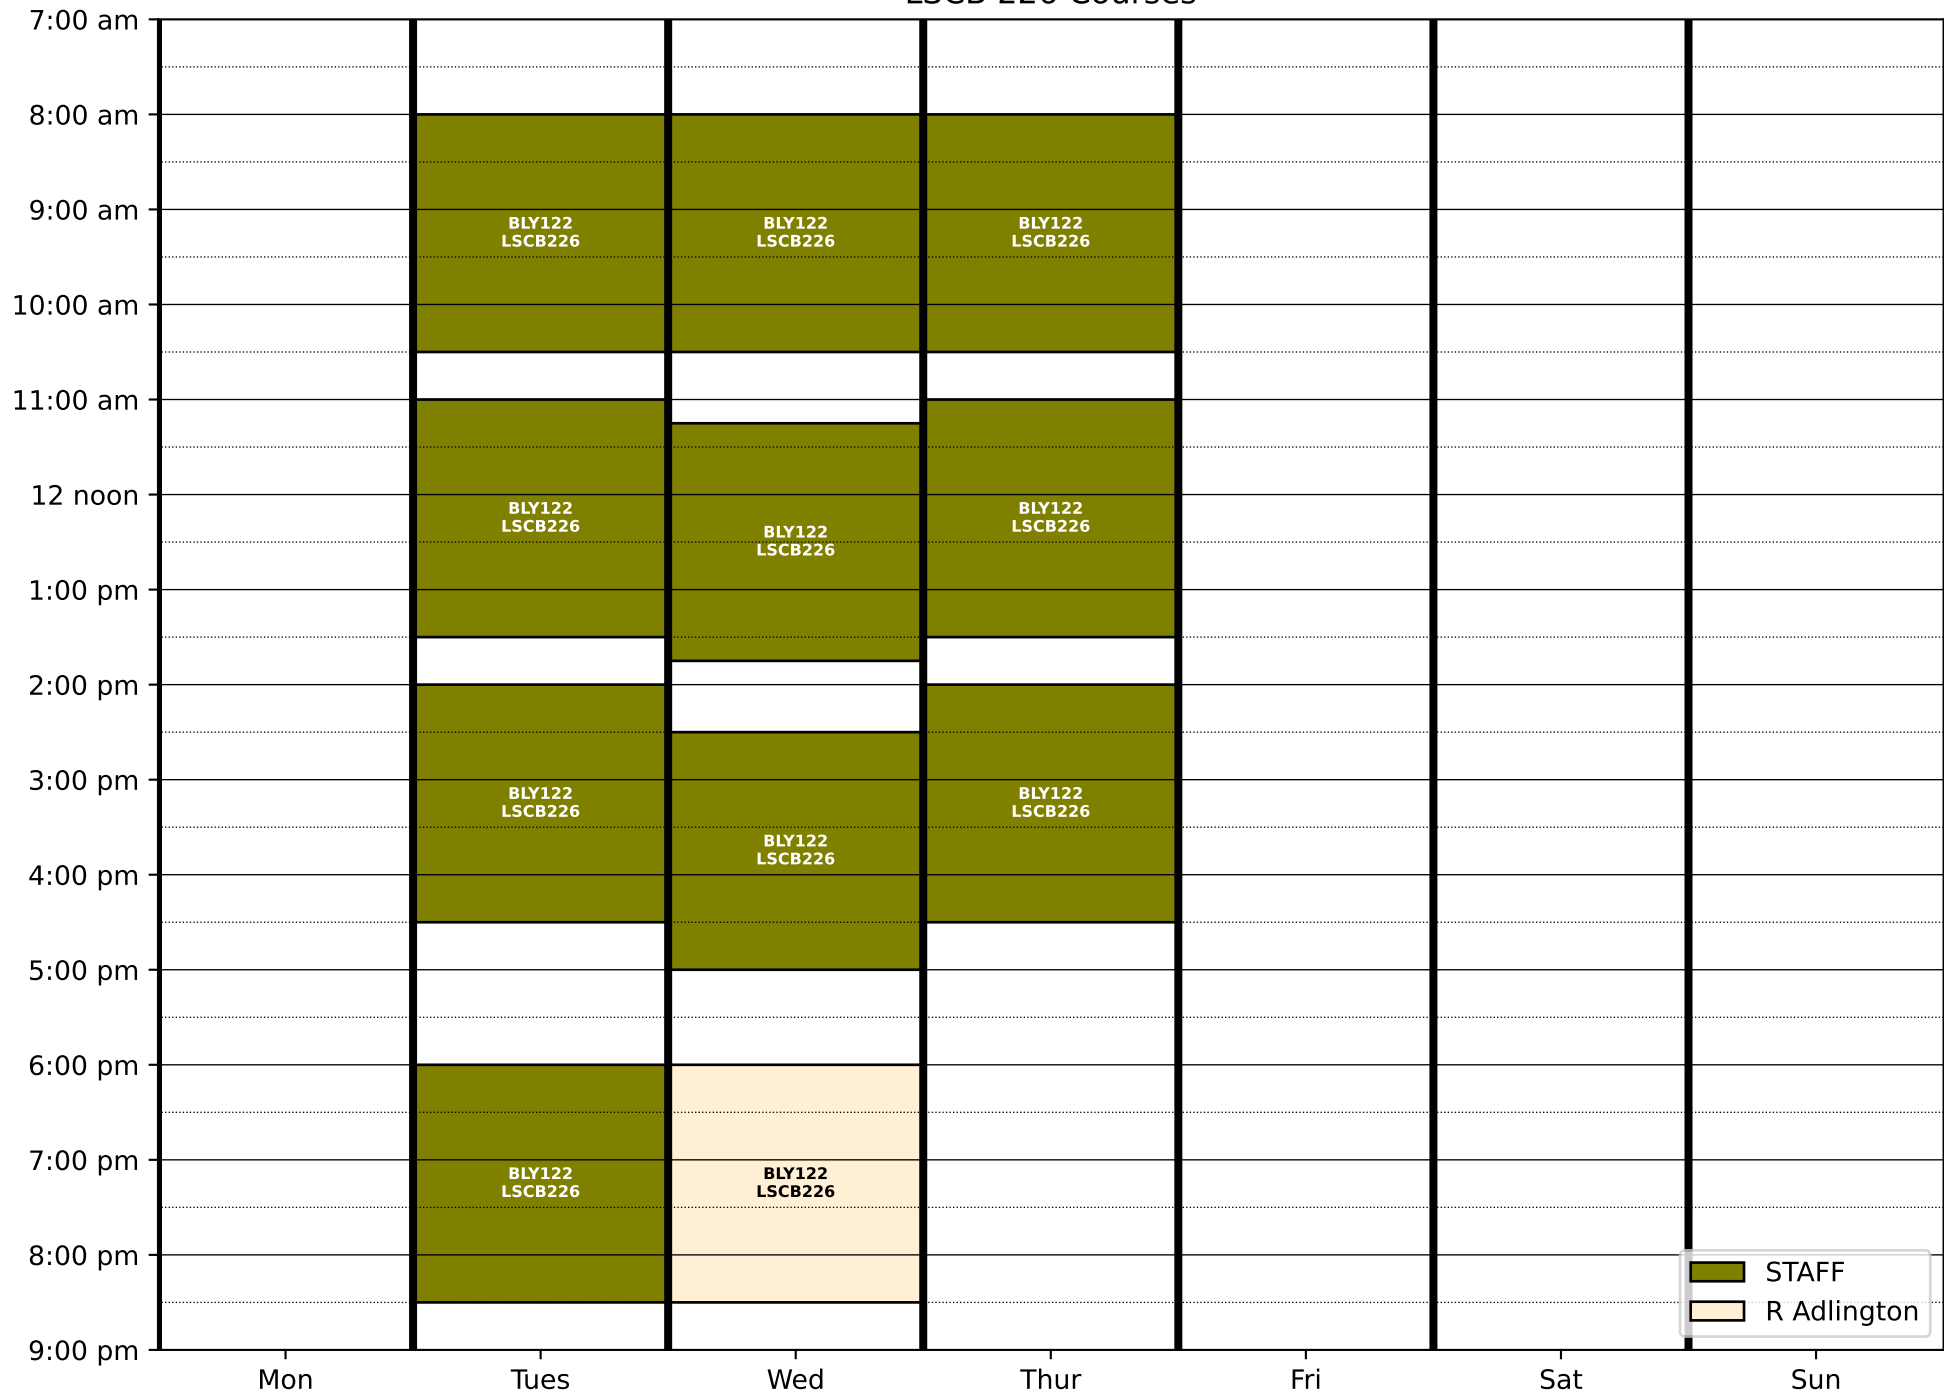 LSCB 226 Courses
7:00 am
8:00 am
9:00 am
10:00 am
11:00 am
12 noon
1:00 pm
2:00 pm
3:00 pm
4:00 pm
5:00 pm
6:00 pm
7:00 pm
8:00 pm
9:00 pm
BLY122
LSCB226
BLY122
LSCB226
BLY122
LSCB226
BLY122
LSCB226
BLY122
LSCB226
BLY122
LSCB226
BLY122
LSCB226
BLY122
LSCB226
BLY122
LSCB226
BLY122
LSCB226
BLY122
LSCB226
STAFF
R Adlington
Mon
Tues
Wed
Thur
Fri
Sat
Sun